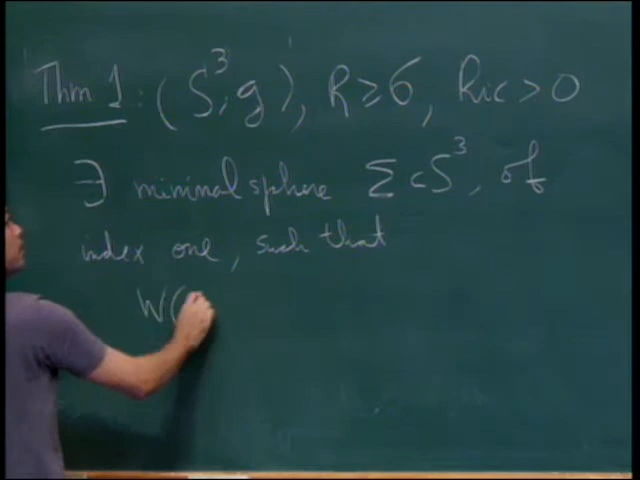 Thm 1: (S³, g), R ≥ 6, Ric > 0
∃ minimal sphere Σ ⊂ S³, of
index one, such that
W(